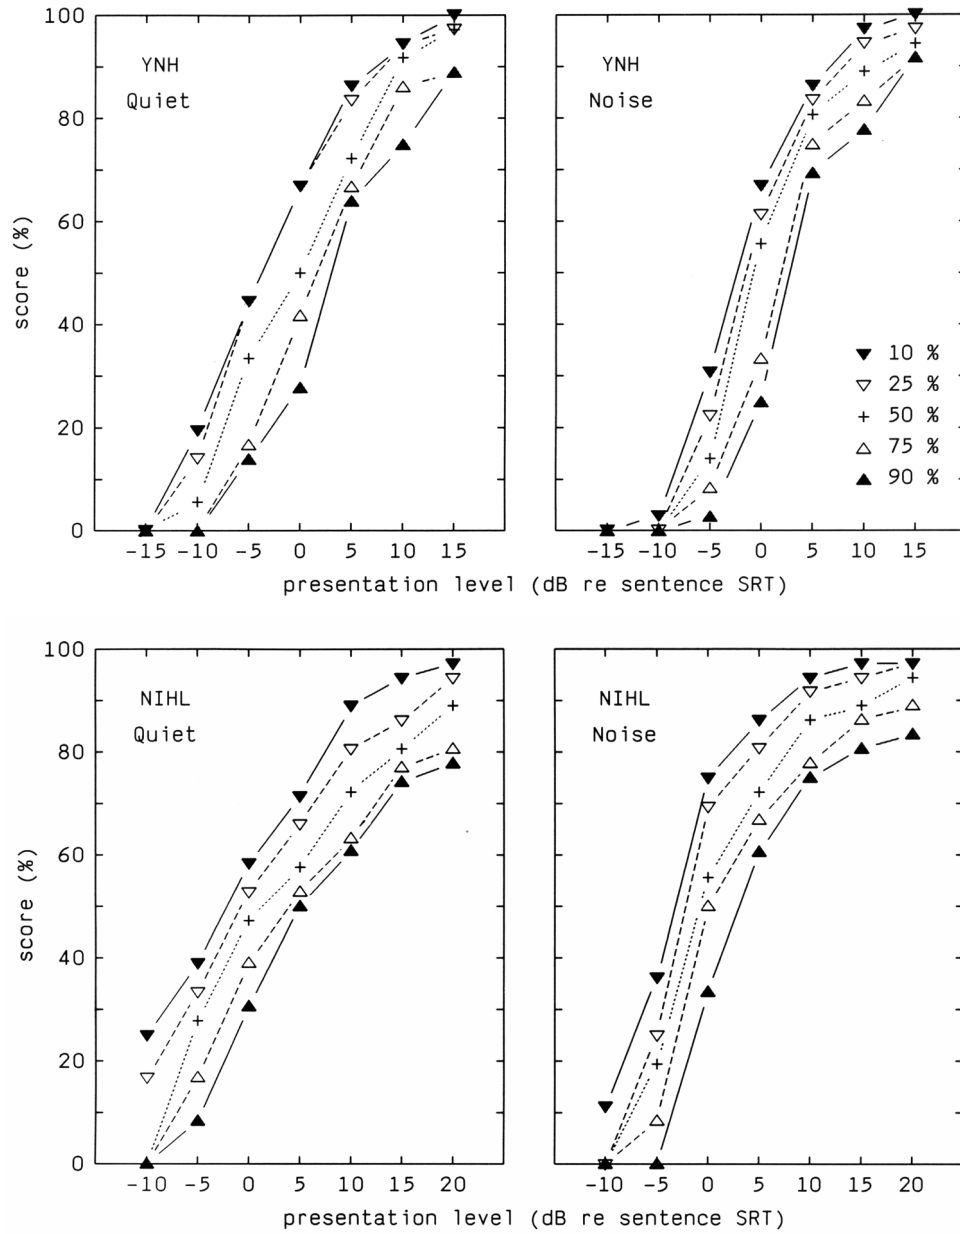 100
80
60
40
20
0
score (%)
YNH
Quiet
-15 -10 -5 0 5 10 15
YNH
Noise
10 %
25 %
50 %
75 %
90 %
-15 -10 -5 0 5 10 15
presentation level (dB re sentence SRT)
100
80
60
40
20
0
score (%)
NIHL
Quiet
-10 -5 0 5 10 15 20
NIHL
Noise
-10 -5 0 5 10 15 20
presentation level (dB re sentence SRT)